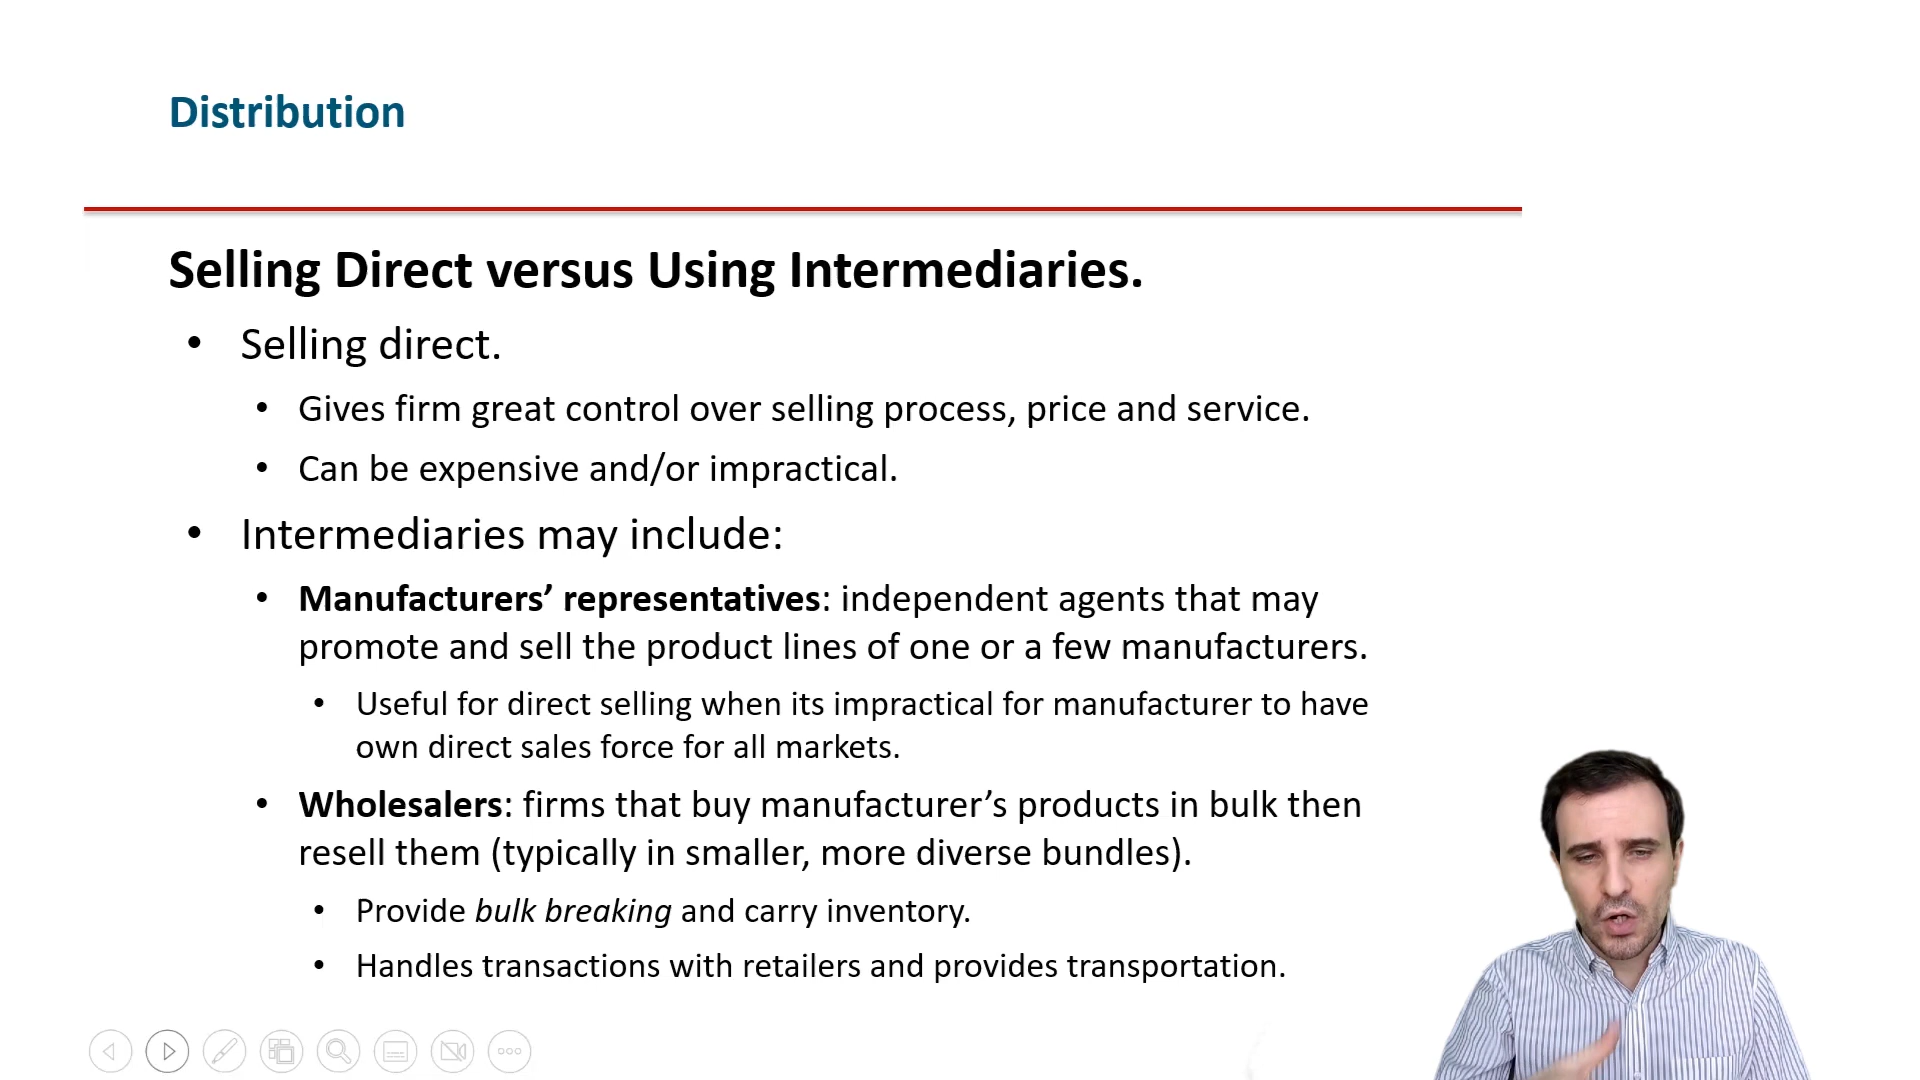 Distribution
Selling Direct versus Using Intermediaries.
• Selling direct.
• Gives firm great control over selling process, price and service.
• Can be expensive and/or impractical.
• Intermediaries may include:
• Manufacturers’ representatives: independent agents that may
promote and sell the product lines of one or a few manufacturers.
• Useful for direct selling when its impractical for manufacturer to have
own direct sales force for all markets.
• Wholesalers: firms that buy manufacturer’s products in bulk then
resell them (typically in smaller, more diverse bundles).
• Provide bulk breaking and carry inventory.
• Handles transactions with retailers and provides transportation.